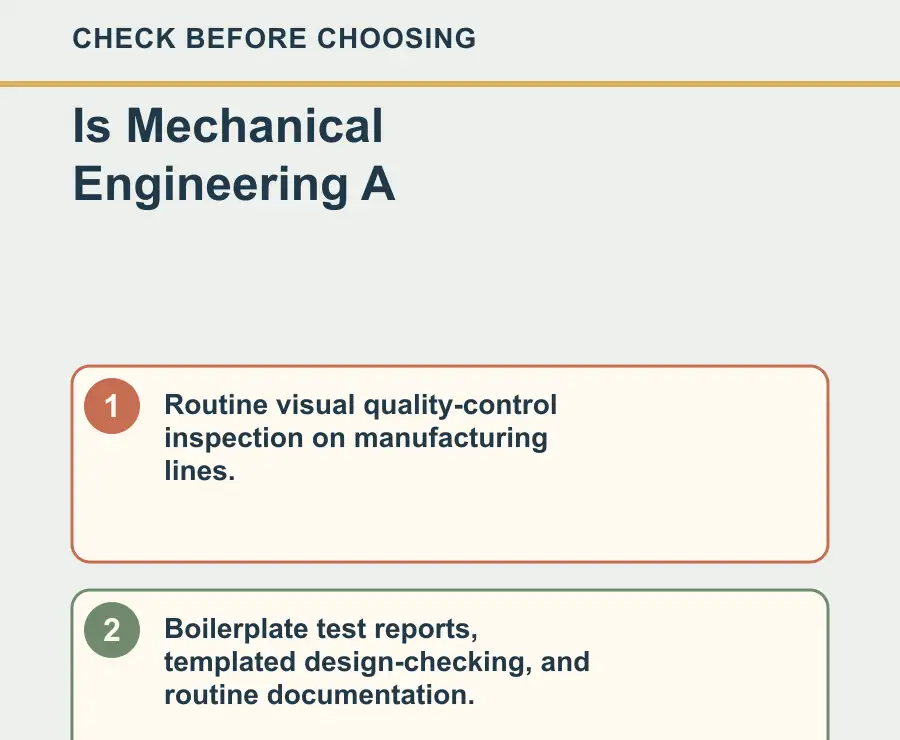 CHECK BEFORE CHOOSING
Is Mechanical
Engineering A
1
Routine visual quality-control
inspection on manufacturing
lines.
2
Boilerplate test reports,
templated design-checking, and
routine documentation.